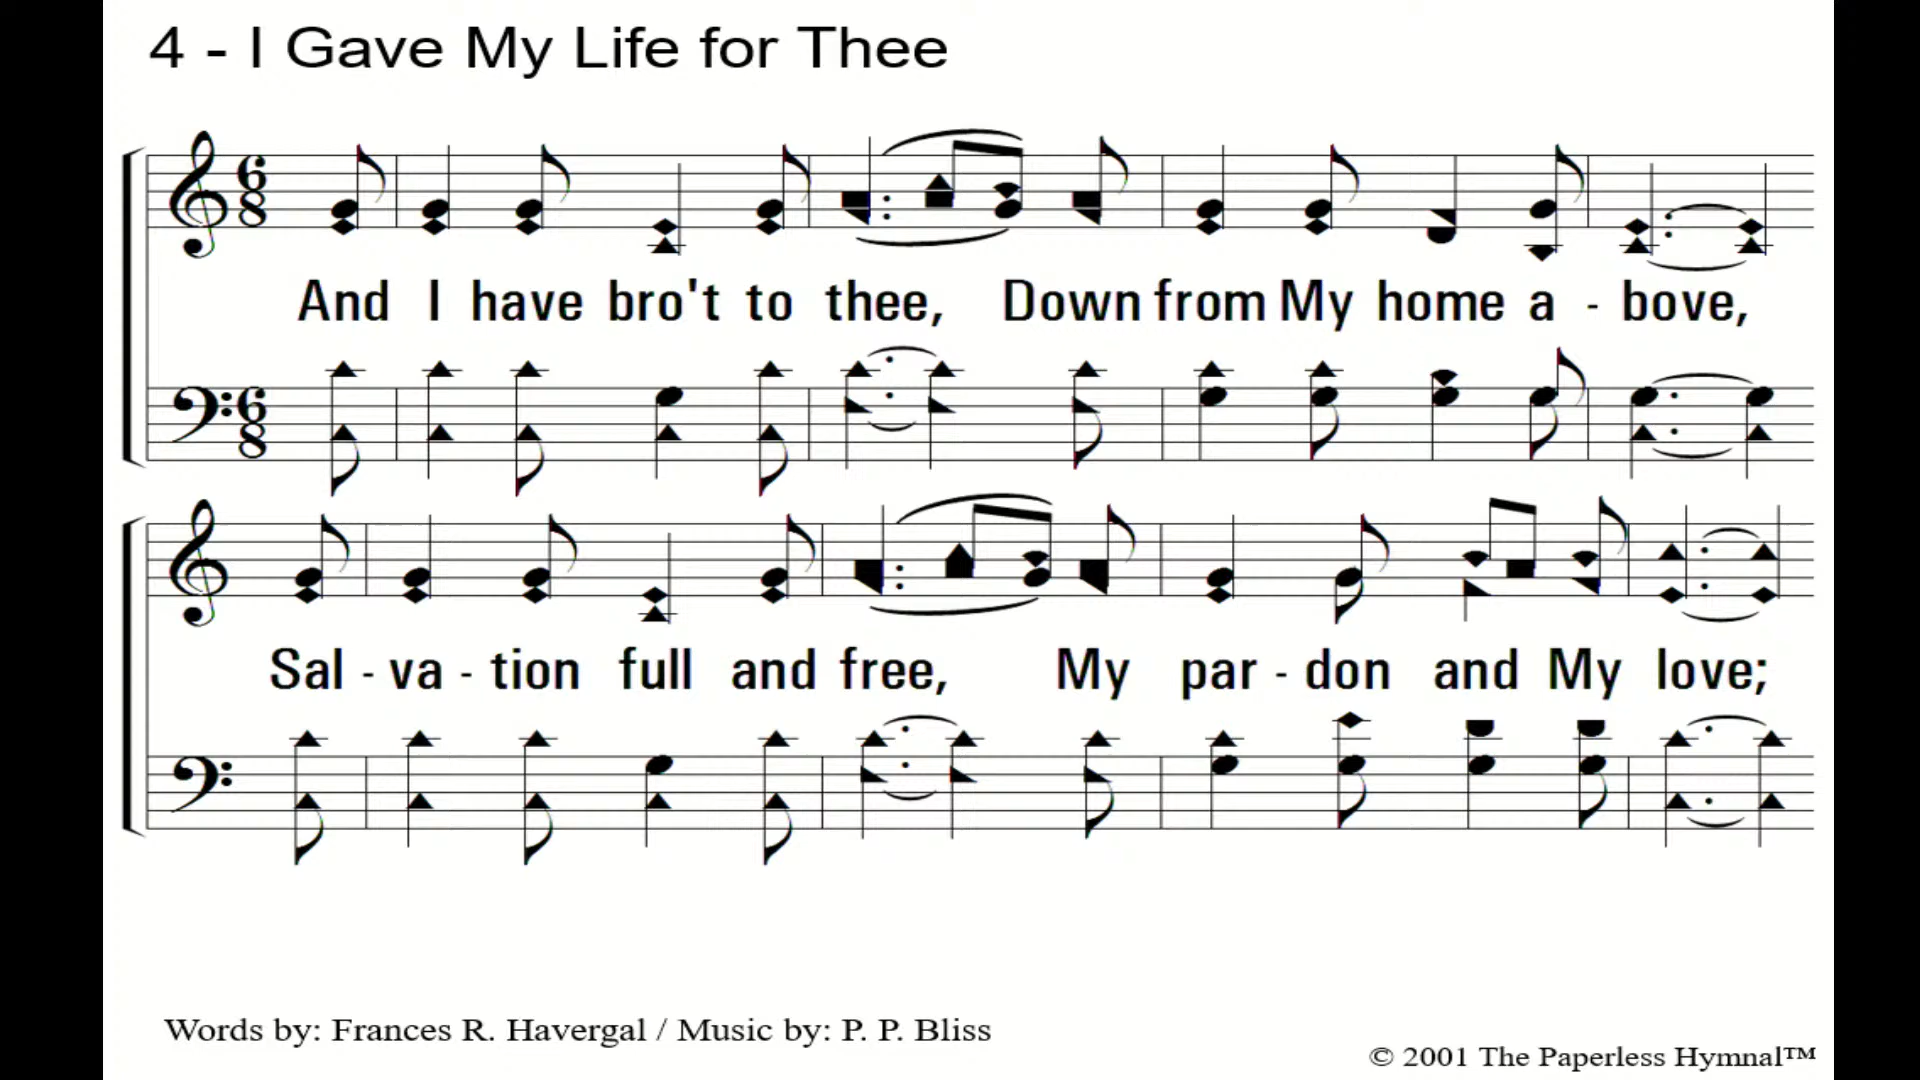 4 - I Gave My Life for Thee
And I have bro't to thee, Down from My home a - bove,
Sal - va - tion full and free, My par - don and My love;
Words by: Frances R. Havergal / Music by: P. P. Bliss
© 2001 The Paperless Hymnal™